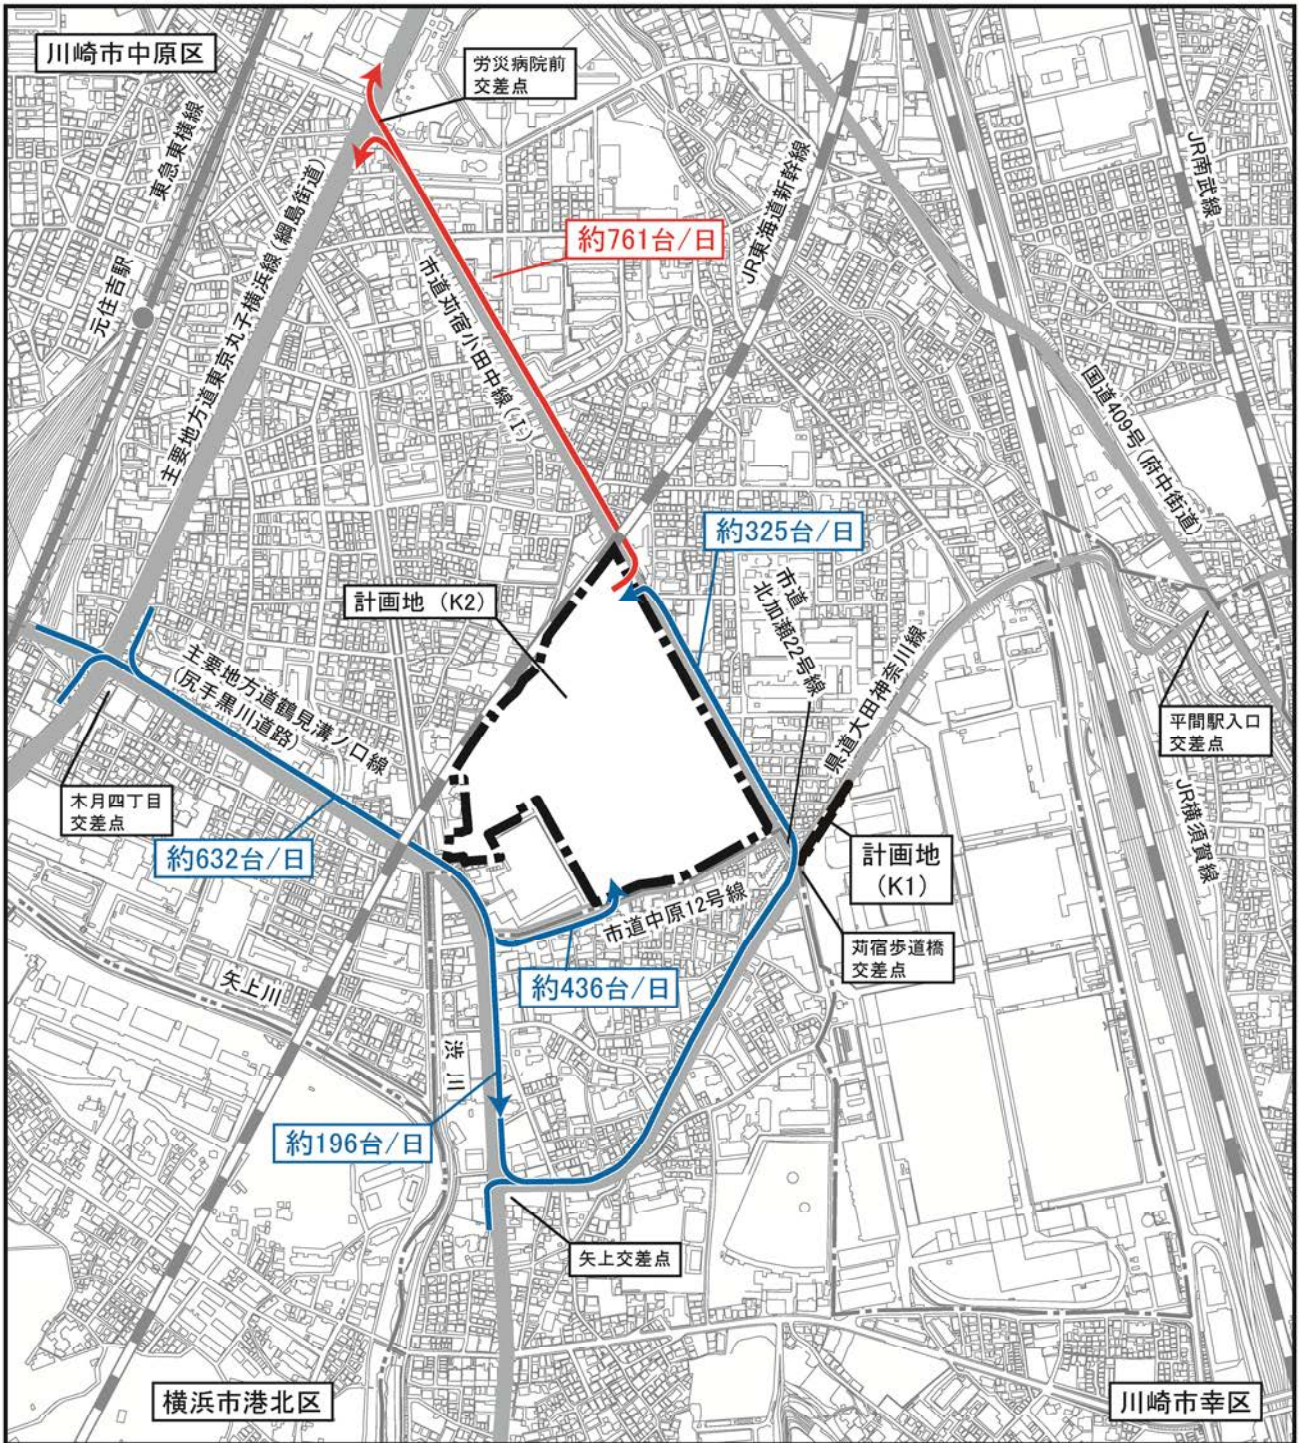 川崎市中原区
労災病院前
交差点
東急東横線
JR南武線
JR東海道新幹線
約761台/日
主要地方道東京丸子横浜線(綱島街道)
市道苅宿小田中線(Ⅰ)
元住吉駅
国道409号(府中街道)
約325台/日
市道
北加瀬22号線
計画地(K2)
県道大田神奈川線
主要地方道鶴見溝ノ口線
(尻手黒川道路)
平間駅入口
交差点
木月四丁目
交差点
JR横須賀線
約632台/日
計画地
(K1)
市道中原12号線
苅宿歩道橋
交差点
矢上川
約436台/日
渋川
約196台/日
矢上交差点
横浜市港北区
川崎市幸区